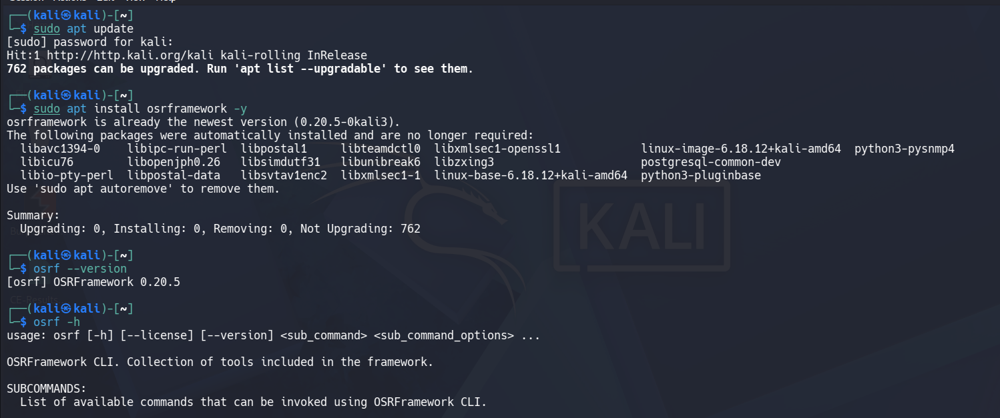 ┌──(kali㉿kali)-[~]
└─$ sudo apt update
[sudo] password for kali:
Hit:1 http://http.kali.org/kali kali-rolling InRelease
762 packages can be upgraded. Run 'apt list --upgradable' to see them.
┌──(kali㉿kali)-[~]
└─$ sudo apt install osrframework -y
osrframework is already the newest version (0.20.5-0kali3).
The following packages were automatically installed and are no longer required:
  libavc1394-0    libipc-run-perl  libpostal1     libteamdctl0  libxmlsec1-openssl1            linux-image-6.18.12+kali-amd64  python3-pysnmp4
  libicu76        libopenjph0.26   libsimdutf31   libunibreak6  libzxing3                      postgresql-common-dev
  libio-pty-perl  libpostal-data   libsvtav1enc2  libxmlsec1-1  linux-base-6.18.12+kali-amd64  python3-pluginbase
Use 'sudo apt autoremove' to remove them.
Summary:
  Upgrading: 0, Installing: 0, Removing: 0, Not Upgrading: 762
KALI
┌──(kali㉿kali)-[~]
└─$ osrf --version
[osrf] OSRFramework 0.20.5
CE-Results
┌──(kali㉿kali)-[~]
└─$ osrf -h
usage: osrf [-h] [--license] [--version] <sub_command> <sub_command_options> ...
OSRFramework CLI. Collection of tools included in the framework.
SUBCOMMANDS:
  List of available commands that can be invoked using OSRFramework CLI.